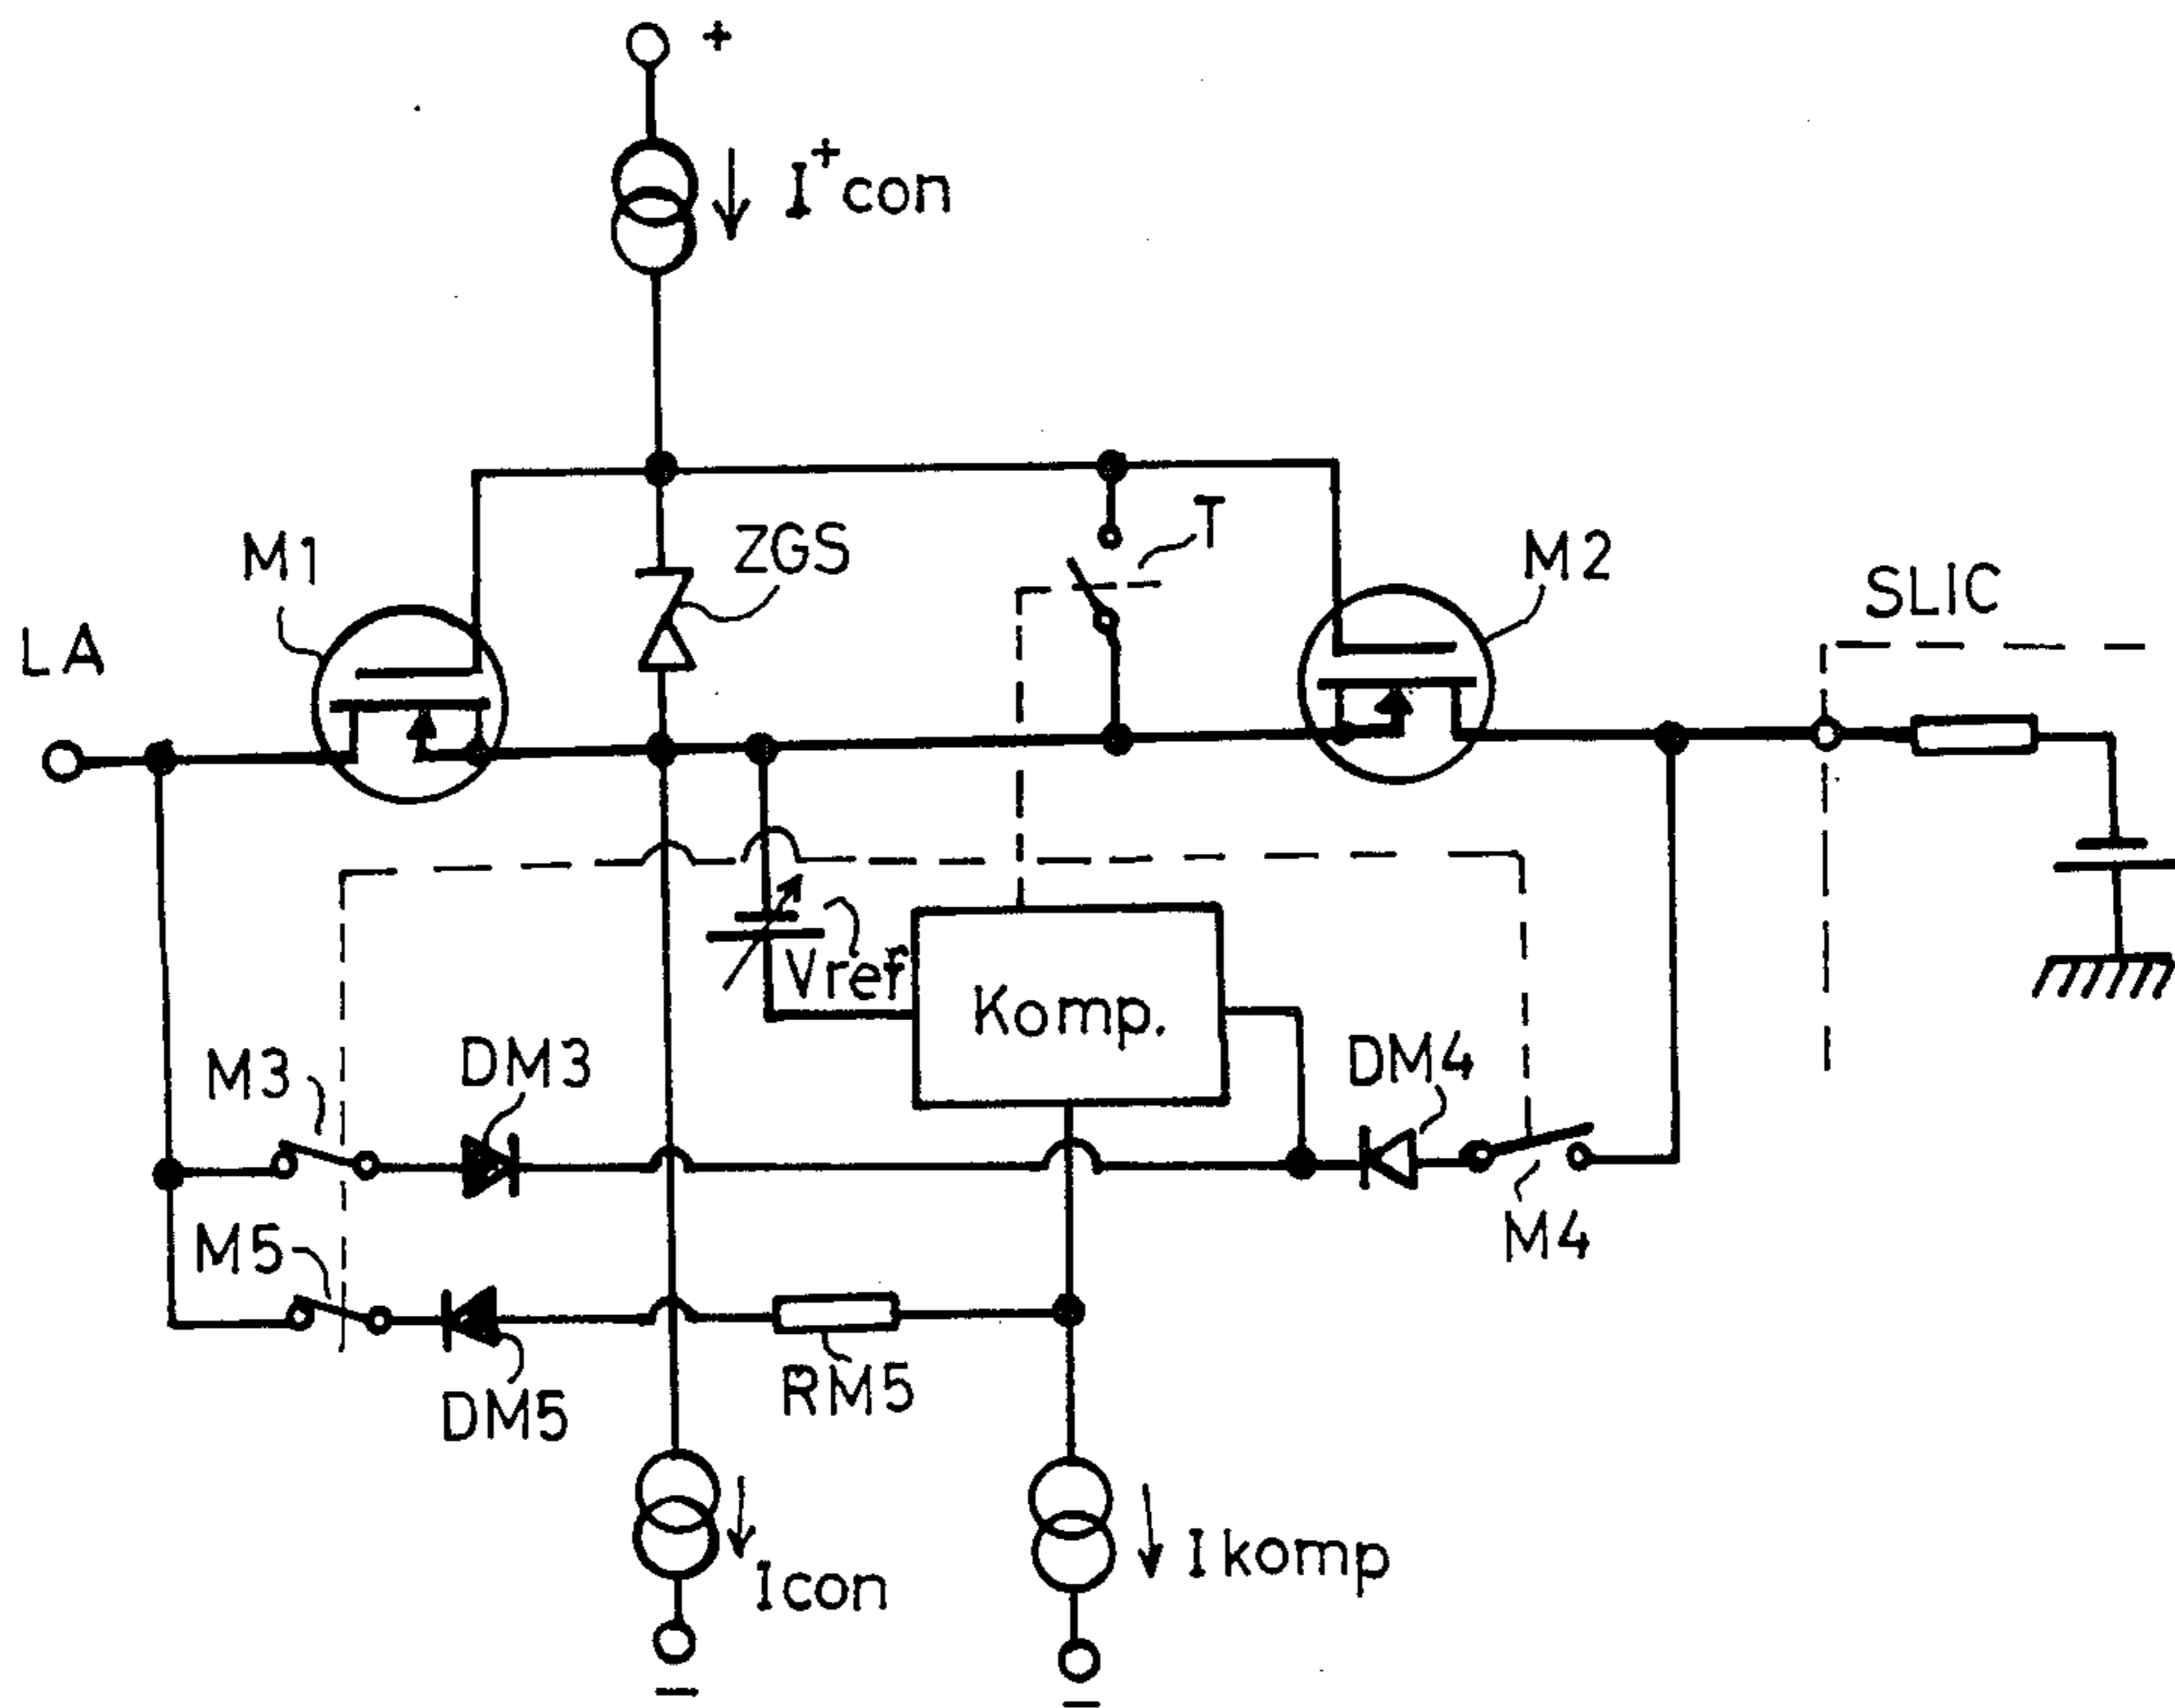 +
I⁺con
M1
ZGS
T
M2
SLIC
LA
Vref
Komp.
M3
DM3
DM4
M5
M4
RM5
DM5
Icon
Ikomp
–
–